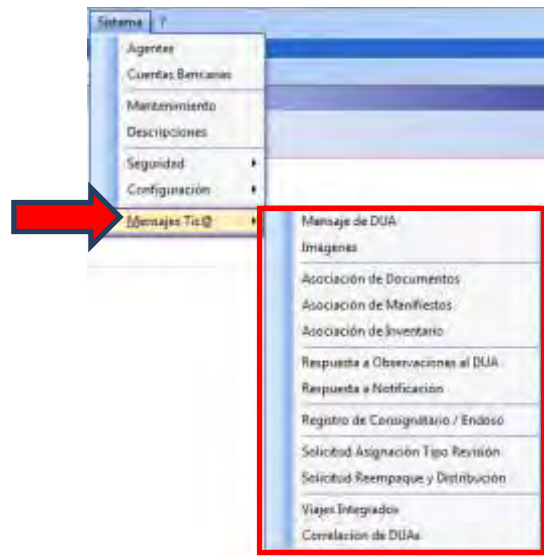 Sistema ?
Agentes
Cuentas Bancarias
Mantenimiento
Descripciones
Seguridad
Configuración
Mensajes Tic@
Mensaje de DUA
Imágenes
Asociación de Documentos
Asociación de Manifiestos
Asociación de Inventario
Respuesta a Observaciones al DUA
Respuesta a Notificación
Registro de Consignatario / Endoso
Solicitud Asignación Tipo Revisión
Solicitud Reempaque y Distribución
Viajes Integrados
Correlación de DUAs